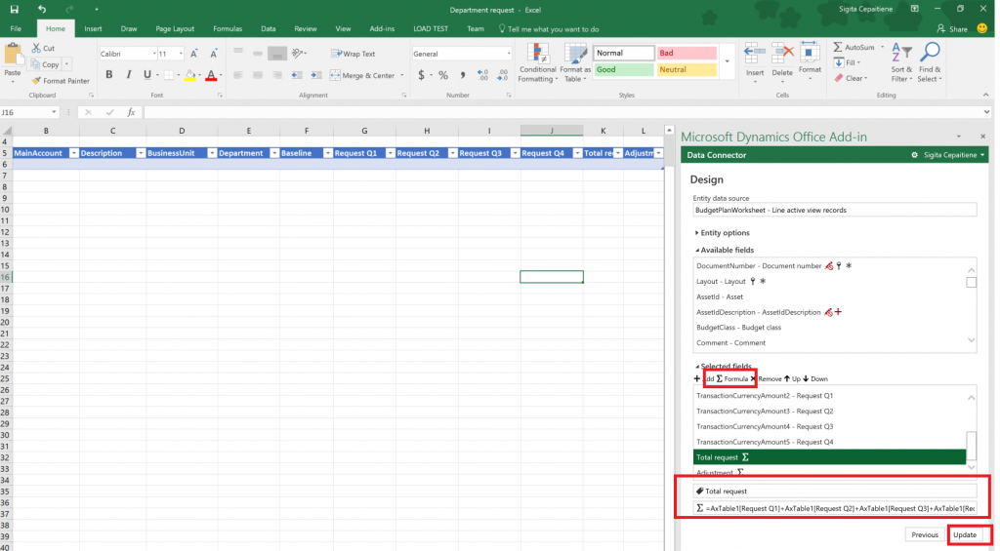 Department request - Excel
Sigita Cepaitiene
File Home Insert Draw Page Layout Formulas Data Review View Add-ins LOAD TEST Team Tell me what you want to do Share
Paste
Cut
Copy
Format Painter
Clipboard
Calibri 11 A A
B I U A
Font
Wrap Text
Merge & Center
Alignment
General
$ % ,
Number
Conditional Formatting
Format as Table
Normal Bad
Good Neutral
Styles
Insert Delete Format
Cells
AutoSum
Fill
Clear
Sort & Filter
Find & Select
Editing
J16 fx
B C D E F G H I J K L
4
5 MainAccount Description BusinessUnit Department Baseline Request Q1 Request Q2 Request Q3 Request Q4 Total re Adjustm
6
7
8
9
10
11
12
13
14
15
16
17
18
19
20
21
22
23
24
25
26
27
28
29
30
31
32
33
34
35
36
37
38
39
40
Microsoft Dynamics Office Add-in
Data Connector Sigita Cepaitiene
Design
Entity data source
BudgetPlanWorksheet - Line active view records
Entity options
Available fields
DocumentNumber - Document number *
Layout - Layout *
AssetId - Asset
AssetIdDescription - AssetIdDescription
BudgetClass - Budget class
Comment - Comment
Selected fields
+ Add Σ Formula × Remove Up Down
TransactionCurrencyAmount2 - Request Q1
TransactionCurrencyAmount3 - Request Q2
TransactionCurrencyAmount4 - Request Q3
TransactionCurrencyAmount5 - Request Q4
Total request Σ
Adjustment Σ
Total request
Σ =AxTable1[Request Q1]+AxTable1[Request Q2]+AxTable1[Request Q3]+AxTable1[Rec
Previous Update